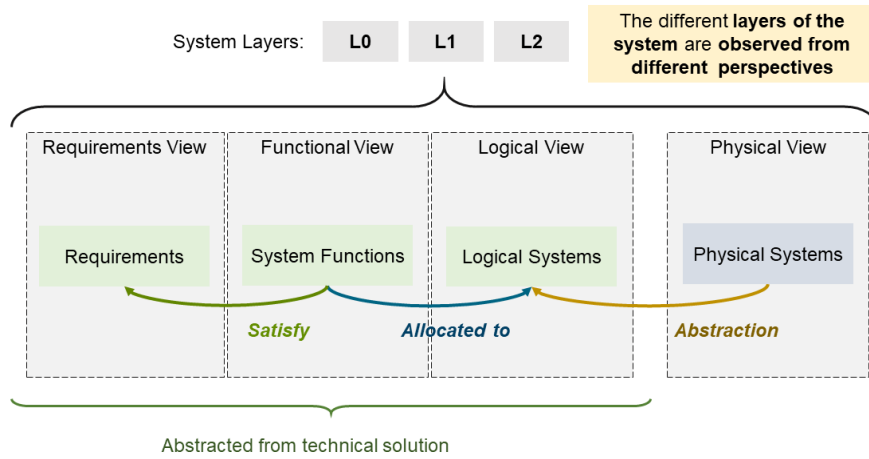 System Layers: L0 L1 L2
The different layers of the
system are observed from
different perspectives
Requirements View Functional View Logical View Physical View
Requirements System Functions Logical Systems Physical Systems
Satisfy Allocated to Abstraction
Abstracted from technical solution